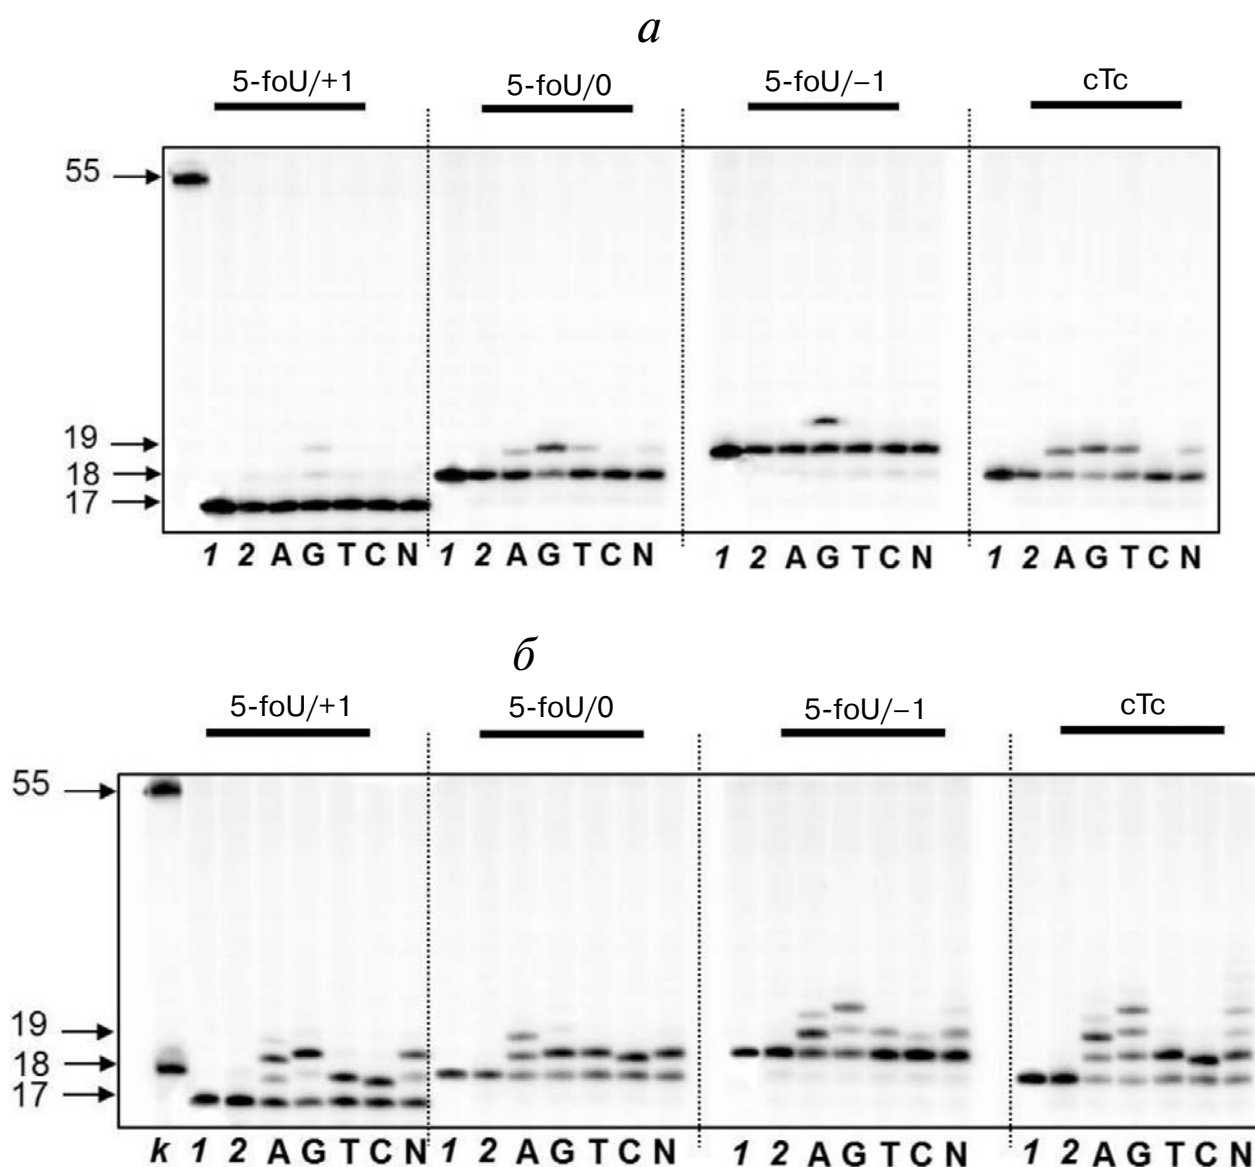 а
5-foU/+1 5-foU/0 5-foU/−1 cTc
55
19
18
17
1 2 A G T C N 1 2 A G T C N 1 2 A G T C N 1 2 A G T C N
б
5-foU/+1 5-foU/0 5-foU/−1 cTc
55
19
18
17
k 1 2 A G T C N 1 2 A G T C N 1 2 A G T C N 1 2 A G T C N